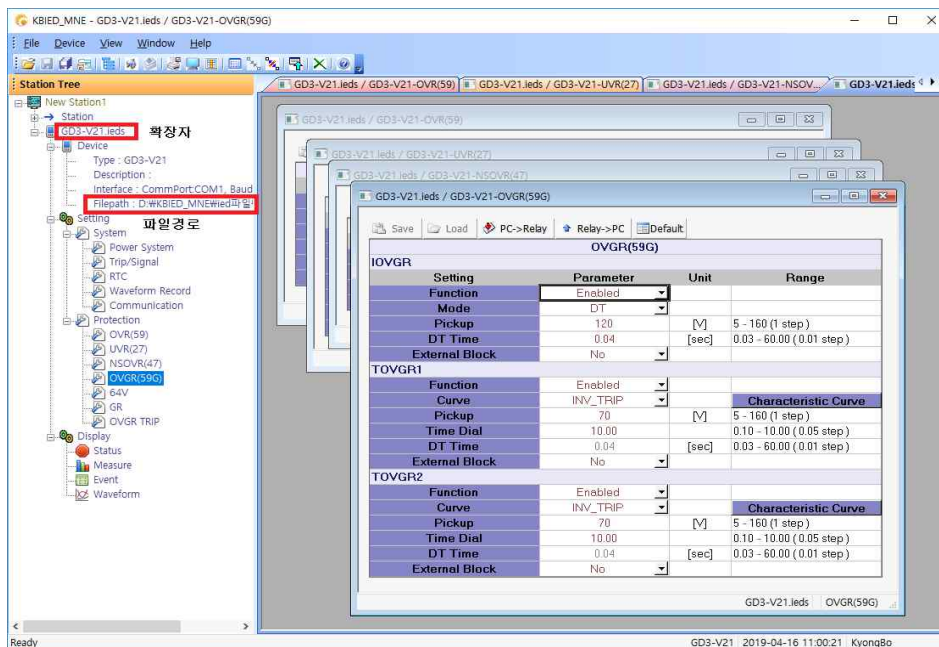 KBIED_MNE - GD3-V21.ieds / GD3-V21-OVGR(59G)
File Device View Window Help
Station Tree
GD3-V21.ieds / GD3-V21-OVR(59) GD3-V21.ieds / GD3-V21-UVR(27) GD3-V21.ieds / GD3-V21-NSOV... GD3-V21.ieds
New Station1
Station
GD3-V21.ieds 확장자
Device
Type : GD3-V21
Description :
Interface : CommPort:COM1, Baud
Filepath : D:₩KBIED_MNE₩ied파일
파일경로
Setting
System
Power System
Trip/Signal
RTC
Waveform Record
Communication
Protection
OVR(59)
UVR(27)
NSOVR(47)
OVGR(59G)
64V
GR
OVGR TRIP
Display
Status
Measure
Event
Waveform
GD3-V21.ieds / GD3-V21-OVR(59)
GD3-V21.ieds / GD3-V21-UVR(27)
GD3-V21.ieds / GD3-V21-NSOVR(47)
GD3-V21.ieds / GD3-V21-OVGR(59G)
Save Load PC->Relay Relay->PC Default
OVGR(59G)
IOVGR
Setting Parameter Unit Range
Function Enabled
Mode DT
Pickup 120 [V] 5 - 160 (1 step )
DT Time 0.04 [sec] 0.03 - 60.00 ( 0.01 step )
External Block No
TOVGR1
Function Enabled
Curve INV_TRIP Characteristic Curve
Pickup 70 [V] 5 - 160 (1 step )
Time Dial 10.00 0.10 - 10.00 ( 0.05 step )
DT Time 0.04 [sec] 0.03 - 60.00 ( 0.01 step )
External Block No
TOVGR2
Function Enabled
Curve INV_TRIP Characteristic Curve
Pickup 70 [V] 5 - 160 (1 step )
Time Dial 10.00 0.10 - 10.00 ( 0.05 step )
DT Time 0.04 [sec] 0.03 - 60.00 ( 0.01 step )
External Block No
GD3-V21.ieds OVGR(59G)
Ready GD3-V21 2019-04-16 11:00:21 KyongBo